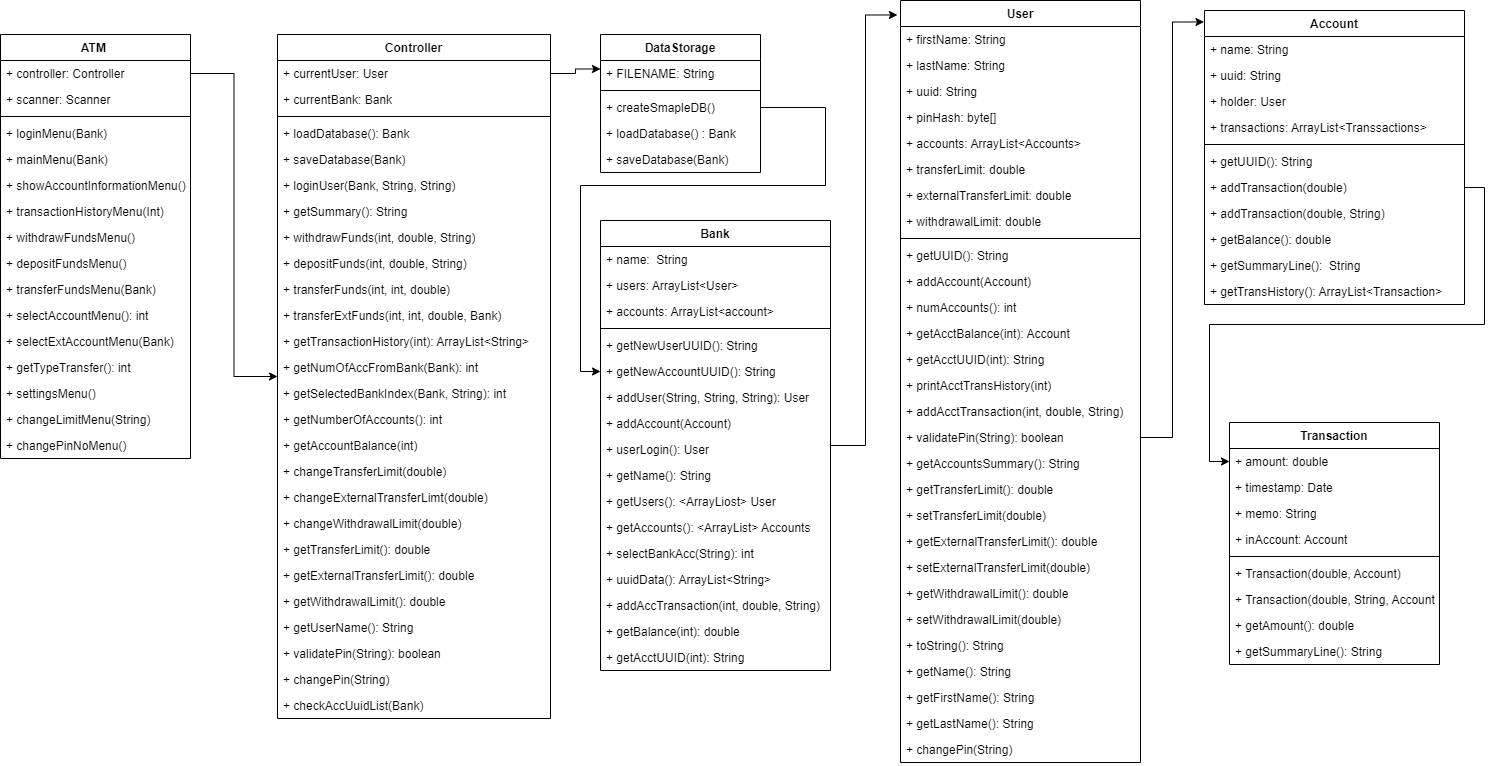 ATM
+ controller: Controller
+ scanner: Scanner
+ loginMenu(Bank)
+ mainMenu(Bank)
+ showAccountInformationMenu()
+ transactionHistoryMenu(Int)
+ withdrawFundsMenu()
+ depositFundsMenu()
+ transferFundsMenu(Bank)
+ selectAccountMenu(): int
+ selectExtAccountMenu(Bank)
+ getTypeTransfer(): int
+ settingsMenu()
+ changeLimitMenu(String)
+ changePinNoMenu()
Controller
+ currentUser: User
+ currentBank: Bank
+ loadDatabase(): Bank
+ saveDatabase(Bank)
+ loginUser(Bank, String, String)
+ getSummary(): String
+ withdrawFunds(int, double, String)
+ depositFunds(int, double, String)
+ transferFunds(int, int, double)
+ transferExtFunds(int, int, double, Bank)
+ getTransactionHistory(int): ArrayList<String>
+ getNumOfAccFromBank(Bank): int
+ getSelectedBankIndex(Bank, String): int
+ getNumberOfAccounts(): int
+ getAccountBalance(int)
+ changeTransferLimit(double)
+ changeExternalTransferLimt(double)
+ changeWithdrawalLimit(double)
+ getTransferLimit(): double
+ getExternalTransferLimit(): double
+ getWithdrawalLimit(): double
+ getUserName(): String
+ validatePin(String): boolean
+ changePin(String)
+ checkAccUuidList(Bank)
DataStorage
+ FILENAME: String
+ createSmapleDB()
+ loadDatabase() : Bank
+ saveDatabase(Bank)
Bank
+ name:  String
+ users: ArrayList<User>
+ accounts: ArrayList<account>
+ getNewUserUUID(): String
+ getNewAccountUUID(): String
+ addUser(String, String, String): User
+ addAccount(Account)
+ userLogin(): User
+ getName(): String
+ getUsers(): <ArrayLiost> User
+ getAccounts(): <ArrayList> Accounts
+ selectBankAcc(String): int
+ uuidData(): ArrayList<String>
+ addAccTransaction(int, double, String)
+ getBalance(int): double
+ getAcctUUID(int): String
User
+ firstName: String
+ lastName: String
+ uuid: String
+ pinHash: byte[]
+ accounts: ArrayList<Accounts>
+ transferLimit: double
+ externalTransferLimit: double
+ withdrawalLimit: double
+ getUUID(): String
+ addAccount(Account)
+ numAccounts(): int
+ getAcctBalance(int): Account
+ getAcctUUID(int): String
+ printAcctTransHistory(int)
+ addAcctTransaction(int, double, String)
+ validatePin(String): boolean
+ getAccountsSummary(): String
+ getTransferLimit(): double
+ setTransferLimit(double)
+ getExternalTransferLimit(): double
+ setExternalTransferLimit(double)
+ getWithdrawalLimit(): double
+ setWithdrawalLimit(double)
+ toString(): String
+ getName(): String
+ getFirstName(): String
+ getLastName(): String
+ changePin(String)
Account
+ name: String
+ uuid: String
+ holder: User
+ transactions: ArrayList<Transsactions>
+ getUUID(): String
+ addTransaction(double)
+ addTransaction(double, String)
+ getBalance(): double
+ getSummaryLine():  String
+ getTransHistory(): ArrayList<Transaction>
Transaction
+ amount: double
+ timestamp: Date
+ memo: String
+ inAccount: Account
+ Transaction(double, Account)
+ Transaction(double, String, Account
+ getAmount(): double
+ getSummaryLine(): String